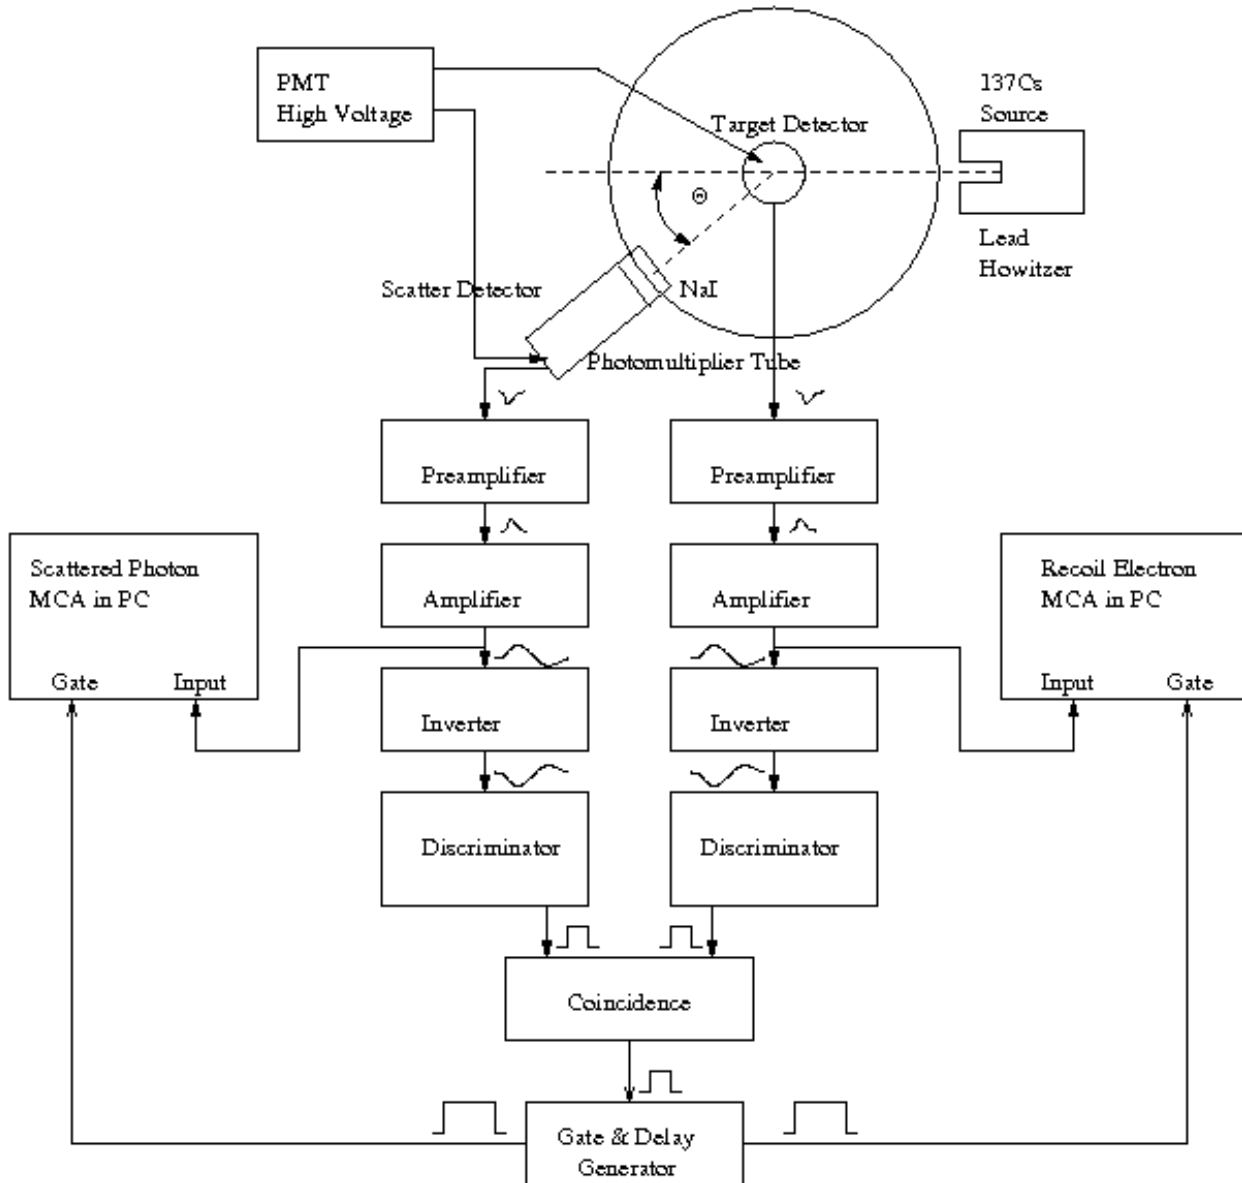 PMT
High Voltage
137Cs
Source
Target Detector
Θ
Lead
Howitzer
Scatter Detector
NaI
Photomultiplier Tube
Preamplifier
Preamplifier
Scattered Photon
MCA in PC
Gate
Input
Amplifier
Amplifier
Recoil Electron
MCA in PC
Input
Gate
Inverter
Inverter
Discriminator
Discriminator
Coincidence
Gate & Delay
Generator